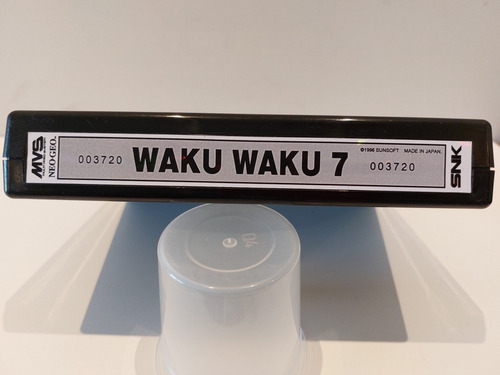 MVS
NEO·GEO.
003720
WAKU WAKU 7
©1996 SUNSOFT MADE IN JAPAN.
003720
SNK